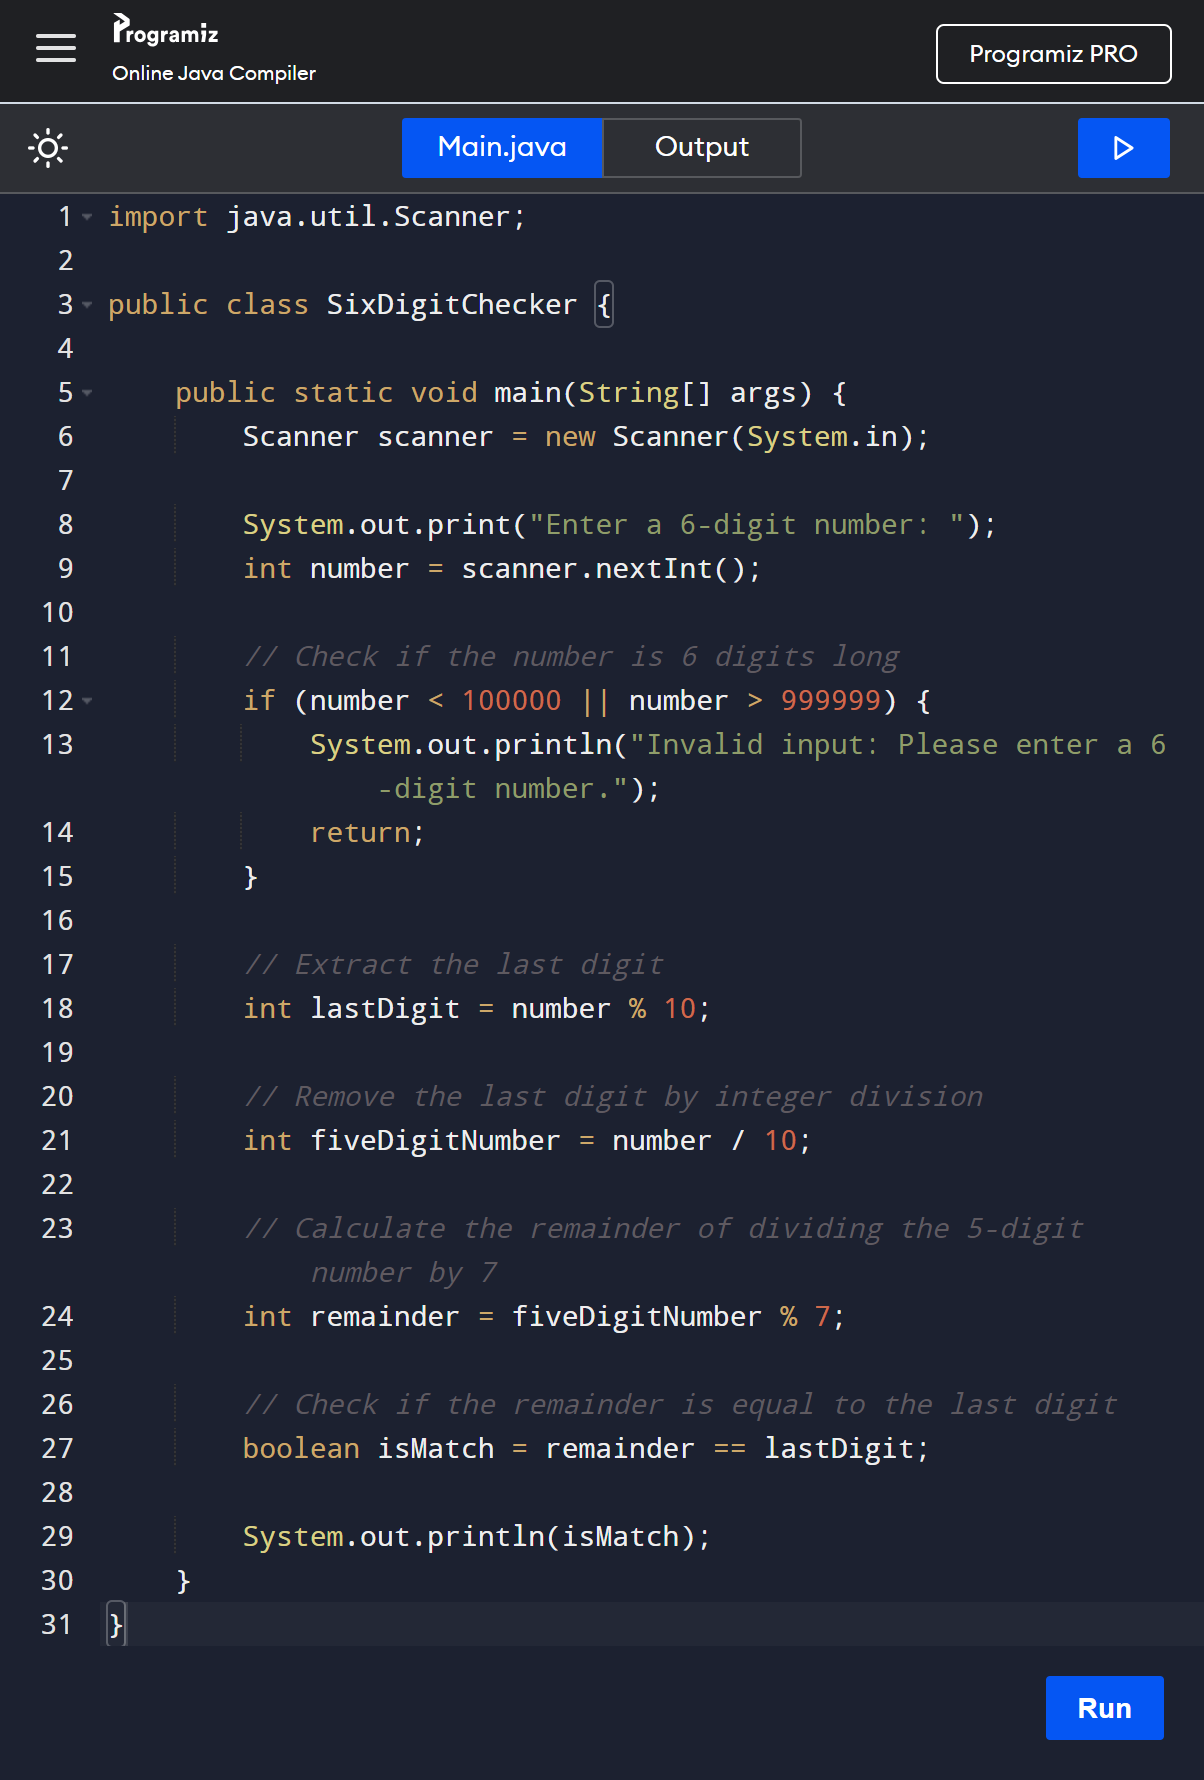 Programiz
Online Java Compiler
Programiz PRO
Main.java
Output
1 import java.util.Scanner;
2
3 public class SixDigitChecker {
4
5     public static void main(String[] args) {
6         Scanner scanner = new Scanner(System.in);
7
8         System.out.print("Enter a 6-digit number: ");
9         int number = scanner.nextInt();
10
11         // Check if the number is 6 digits long
12         if (number < 100000 || number > 999999) {
13             System.out.println("Invalid input: Please enter a 6
                -digit number.");
14             return;
15         }
16
17         // Extract the last digit
18         int lastDigit = number % 10;
19
20         // Remove the last digit by integer division
21         int fiveDigitNumber = number / 10;
22
23         // Calculate the remainder of dividing the 5-digit
            number by 7
24         int remainder = fiveDigitNumber % 7;
25
26         // Check if the remainder is equal to the last digit
27         boolean isMatch = remainder == lastDigit;
28
29         System.out.println(isMatch);
30     }
31 }
Run